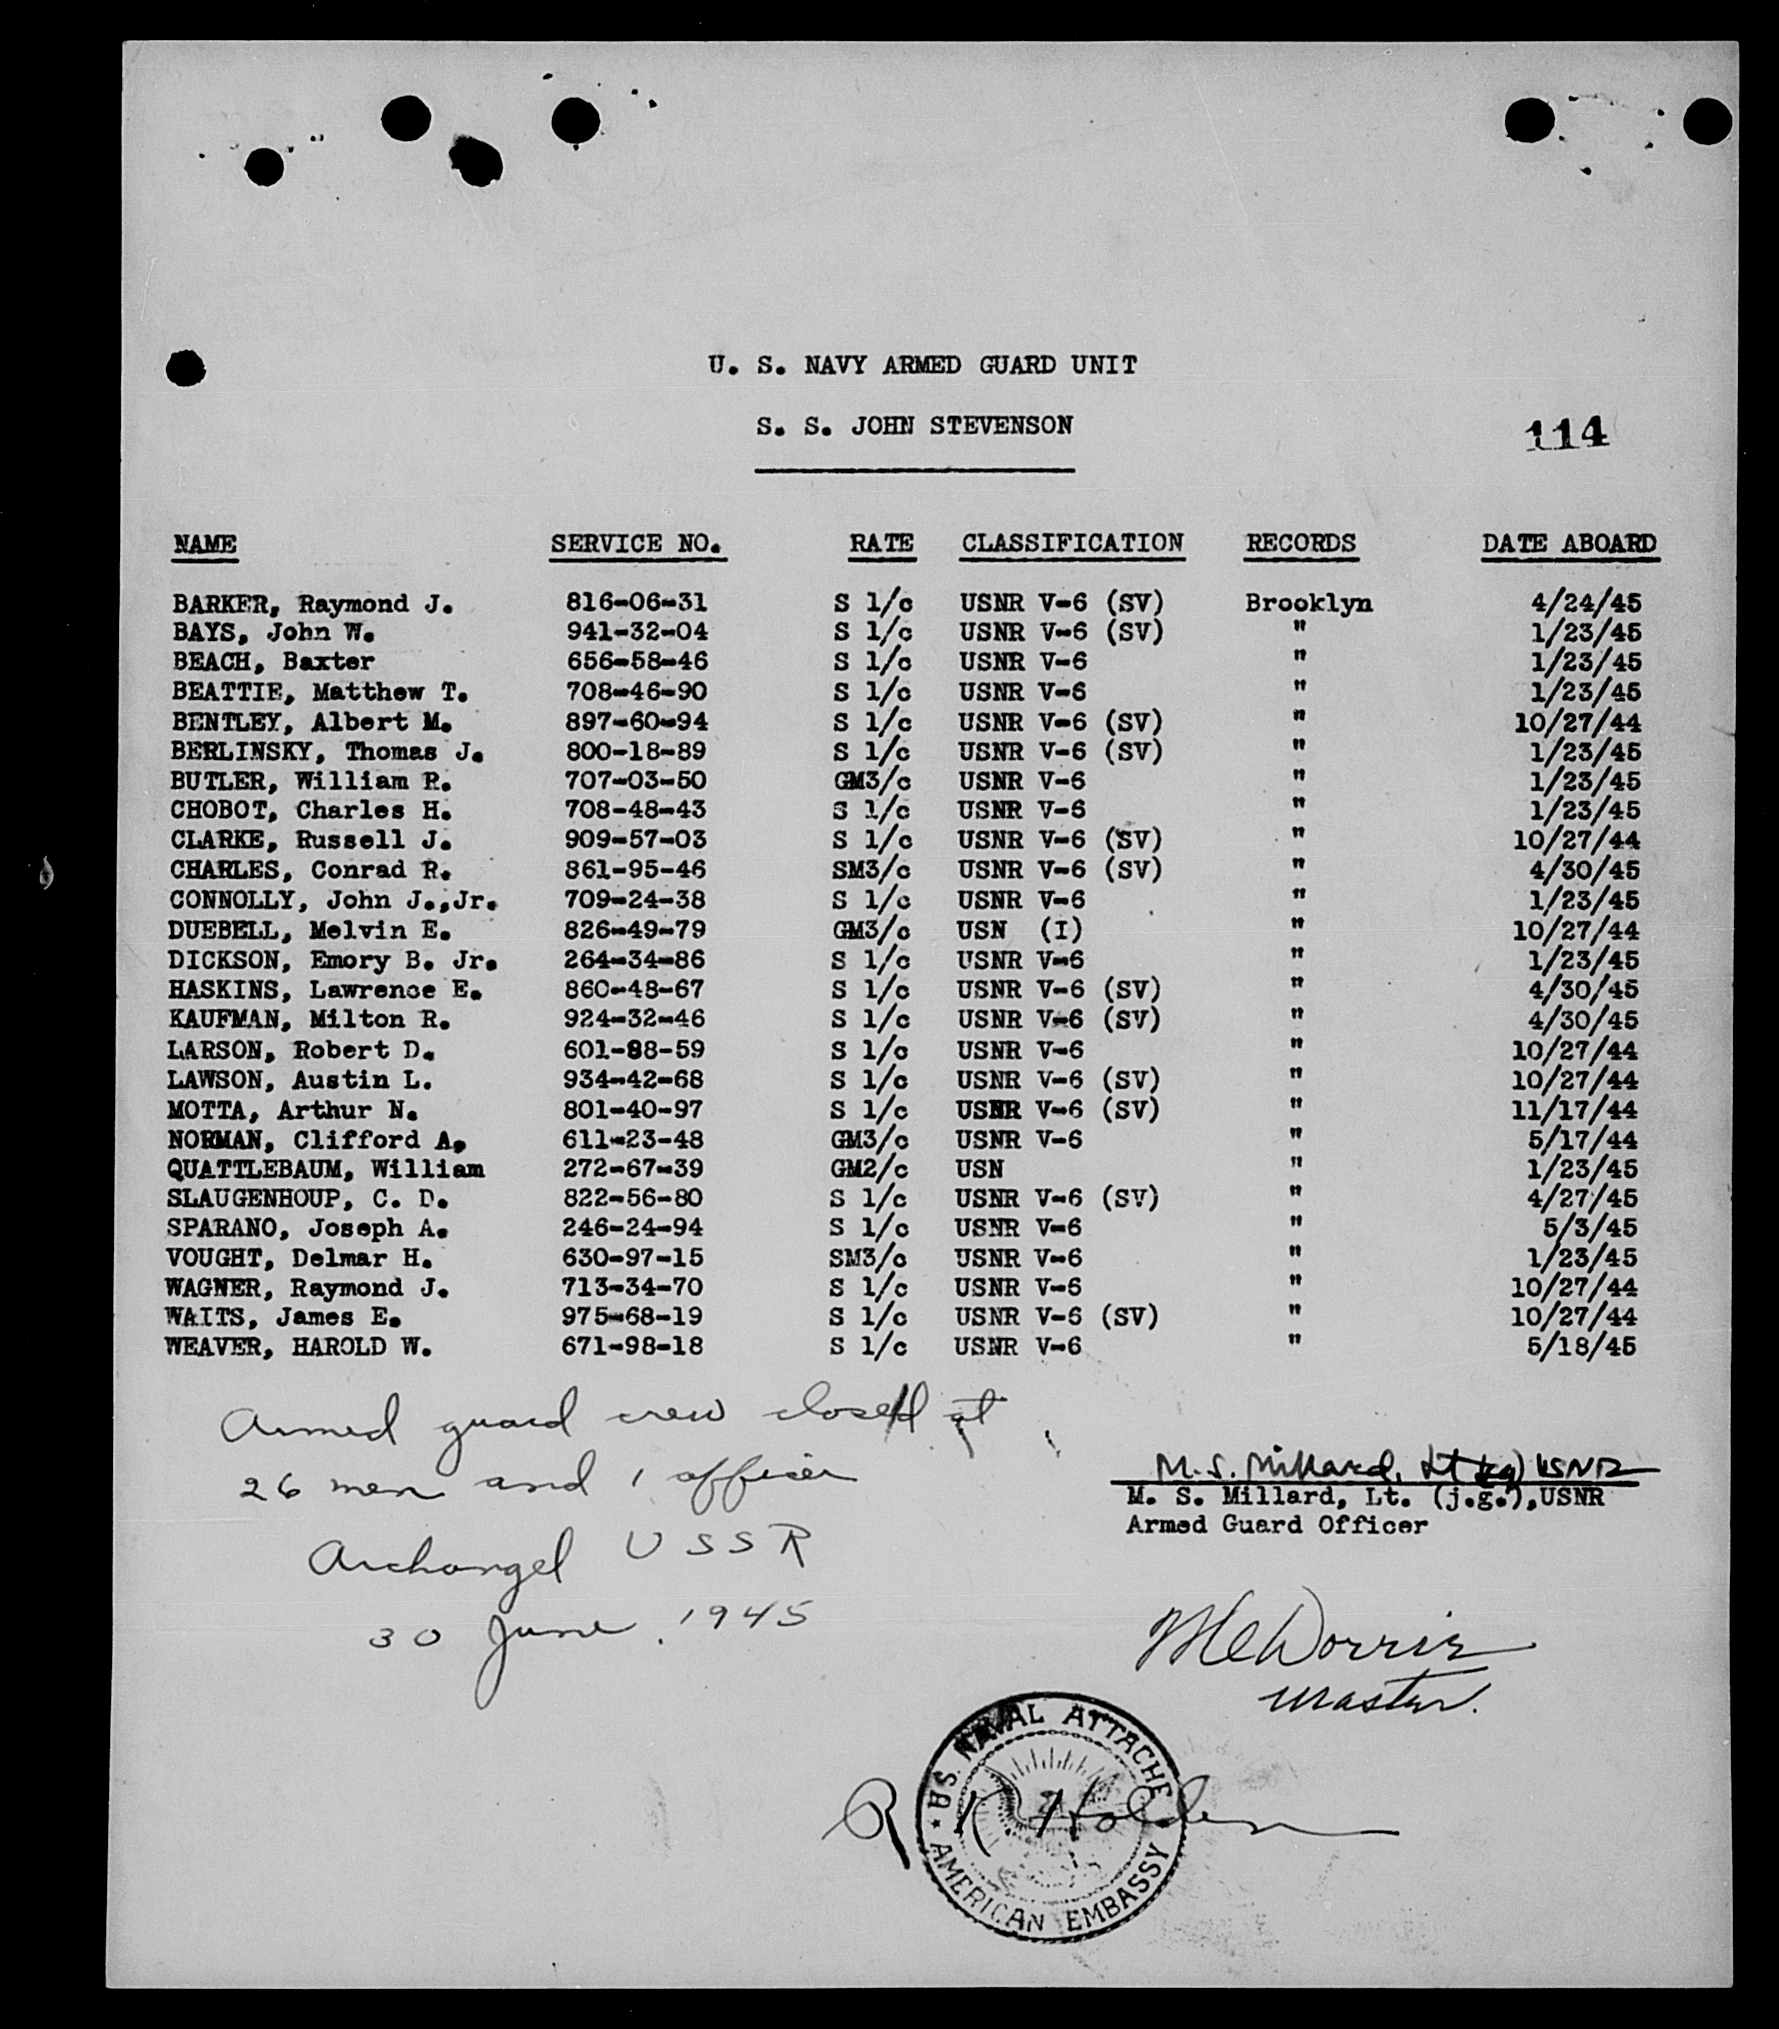 U. S. NAVY ARMED GUARD UNIT
S. S. JOHN STEVENSON
114
NAME SERVICE NO. RATE CLASSIFICATION RECORDS DATE ABOARD
BARKER, Raymond J. 816-06-31 S 1/c USNR V-6 (SV) Brooklyn 4/24/45
BAYS, John W. 941-32-04 S 1/c USNR V-6 (SV) " 1/23/45
BEACH, Baxter 656-58-46 S 1/c USNR V-6 " 1/23/45
BEATTIE, Matthew T. 708-46-90 S 1/c USNR V-6 " 1/23/45
BENTLEY, Albert M. 897-60-94 S 1/c USNR V-6 (SV) " 10/27/44
BERLINSKY, Thomas J. 800-18-89 S 1/c USNR V-6 (SV) " 1/23/45
BUTLER, William R. 707-03-50 GM3/c USNR V-6 " 1/23/45
CHOBOT, Charles H. 708-48-43 S 1/c USNR V-6 " 1/23/45
CLARKE, Russell J. 909-57-03 S 1/c USNR V-6 (SV) " 10/27/44
CHARLES, Conrad R. 861-95-46 SM3/c USNR V-6 (SV) " 4/30/45
CONNOLLY, John J.,Jr. 709-24-38 S 1/c USNR V-6 " 1/23/45
DUEBELL, Melvin E. 826-49-79 GM3/c USN (I) " 10/27/44
DICKSON, Emory B. Jr. 264-34-86 S 1/c USNR V-6 " 1/23/45
HASKINS, Lawrence E. 860-48-67 S 1/c USNR V-6 (SV) " 4/30/45
KAUFMAN, Milton R. 924-32-46 S 1/c USNR V-6 (SV) " 4/30/45
LARSON, Robert D. 601-88-59 S 1/c USNR V-6 " 10/27/44
LAWSON, Austin L. 934-42-68 S 1/c USNR V-6 (SV) " 10/27/44
MOTTA, Arthur N. 801-40-97 S 1/c USNR V-6 (SV) " 11/17/44
NORMAN, Clifford A, 611-23-48 GM3/c USNR V-6 " 5/17/44
QUATTLEBAUM, William 272-67-39 GM2/c USN " 1/23/45
SLAUGENHOUP, C. D. 822-56-80 S 1/c USNR V-6 (SV) " 4/27/45
SPARANO, Joseph A. 246-24-94 S 1/c USNR V-6 " 5/3/45
VOUGHT, Delmar H. 630-97-15 SM3/c USNR V-6 " 1/23/45
WAGNER, Raymond J. 713-34-70 S 1/c USNR V-6 " 10/27/44
WAITS, James E. 975-68-19 S 1/c USNR V-6 (SV) " 10/27/44
WEAVER, HAROLD W. 671-98-18 S 1/c USNR V-6 " 5/18/45
Armed guard crew closed at
26 men and 1 officer
Archangel USSR
30 June, 1945
M. S. Millard, Lt (jg) USNR
M. S. Millard, Lt. (j.g.),USNR
Armed Guard Officer
Master.
U.S. NAVAL ATTACHE
R. R. Holden
* AMERICAN EMBASSY